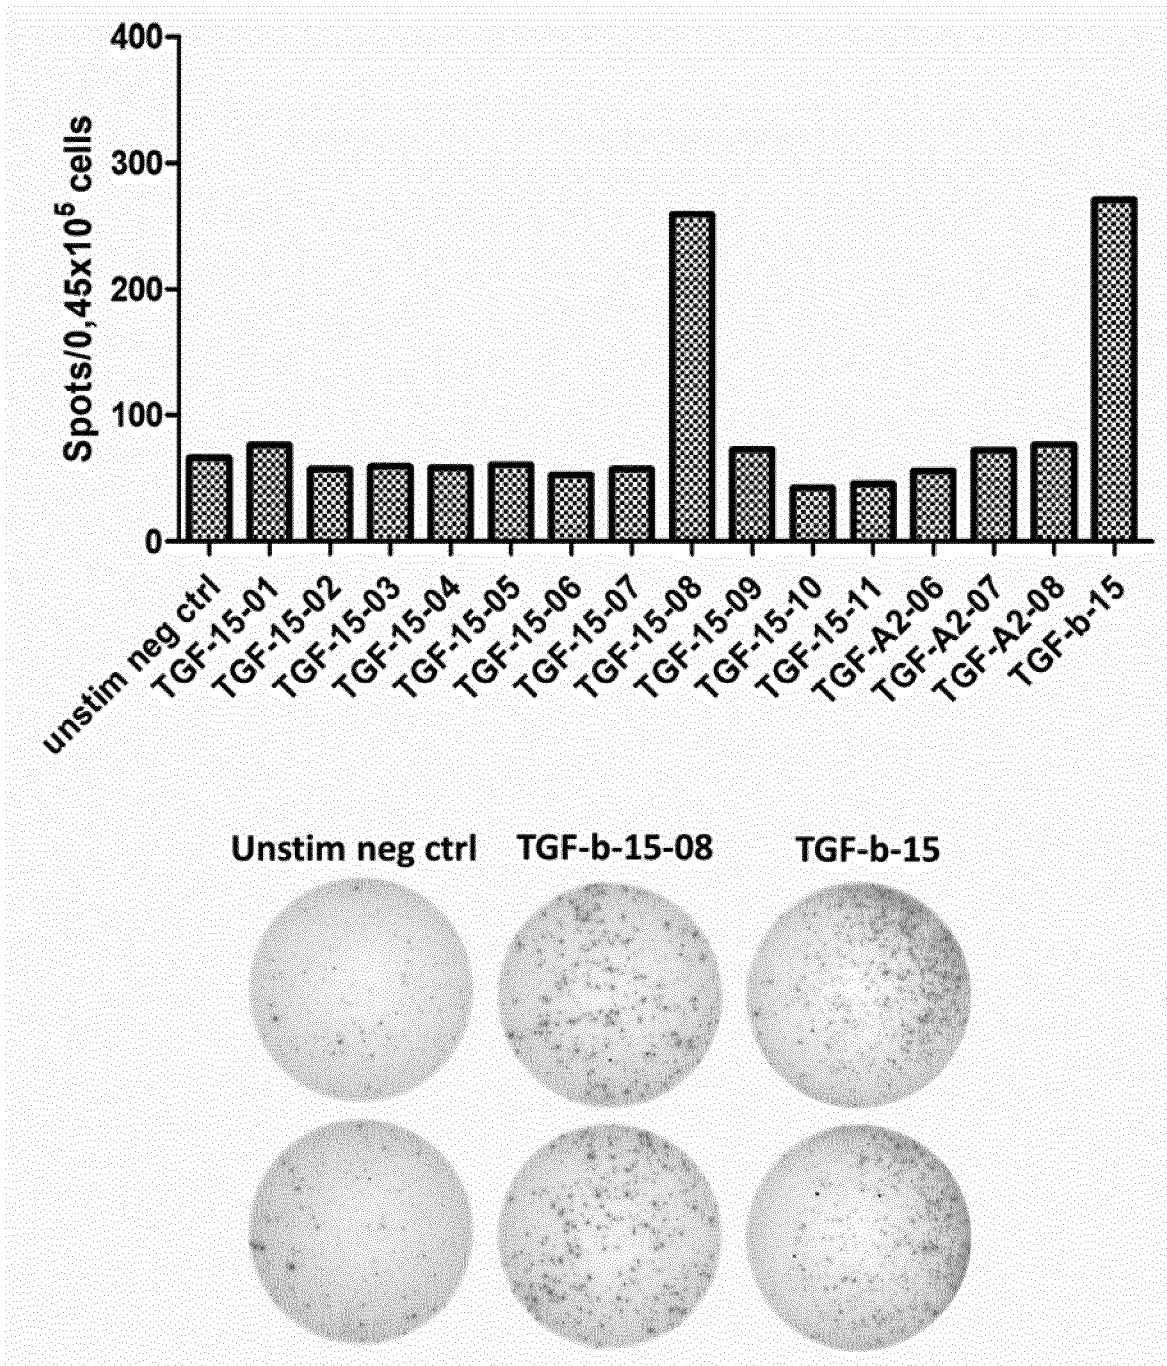 400
300
200
100
0
Spots/0,45x10⁵ cells
unstim neg ctrl
TGF-15-01
TGF-15-02
TGF-15-03
TGF-15-04
TGF-15-05
TGF-15-06
TGF-15-07
TGF-15-08
TGF-15-09
TGF-15-10
TGF-15-11
TGF-A2-06
TGF-A2-07
TGF-A2-08
TGF-b-15
Unstim neg ctrl TGF-b-15-08 TGF-b-15